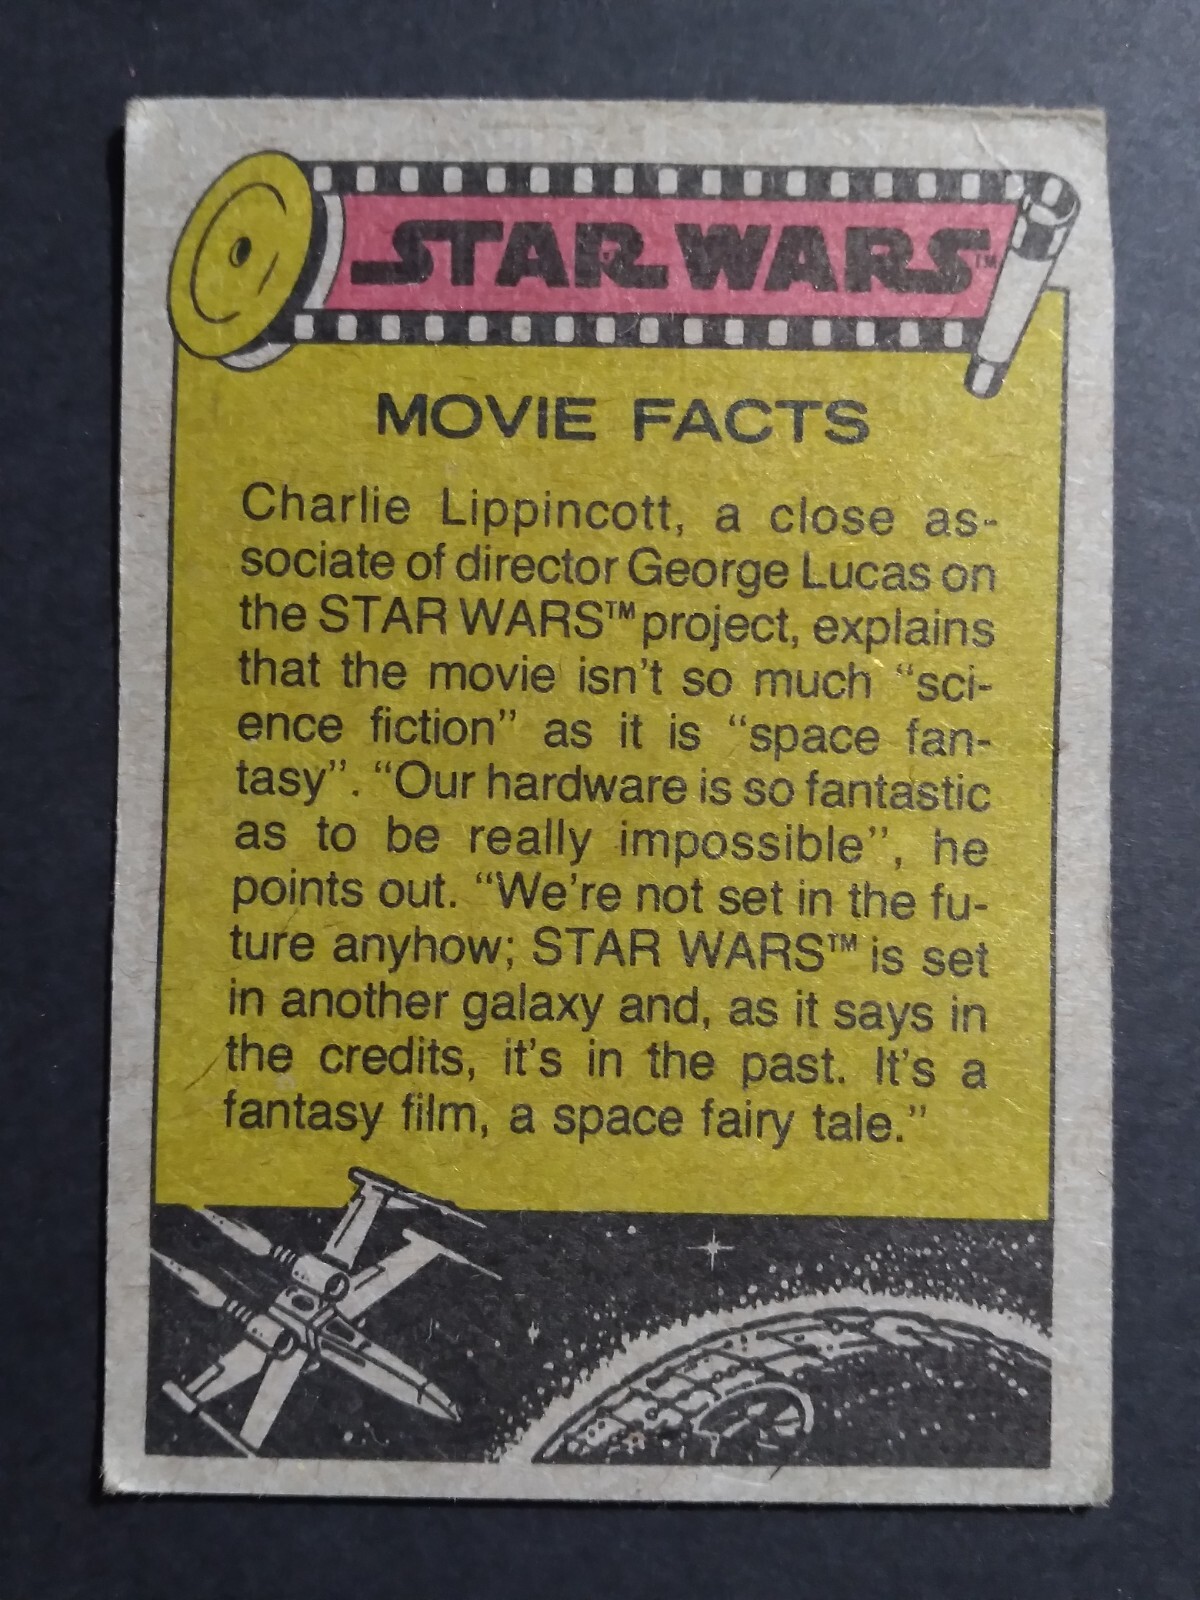 STAR WARS™
MOVIE FACTS
Charlie Lippincott, a close as-
sociate of director George Lucas on
the STAR WARS™ project, explains
that the movie isn't so much "sci-
ence fiction" as it is "space fan-
tasy". "Our hardware is so fantastic
as to be really impossible", he
points out. "We're not set in the fu-
ture anyhow; STAR WARS™ is set
in another galaxy and, as it says in
the credits, it's in the past. It's a
fantasy film, a space fairy tale."